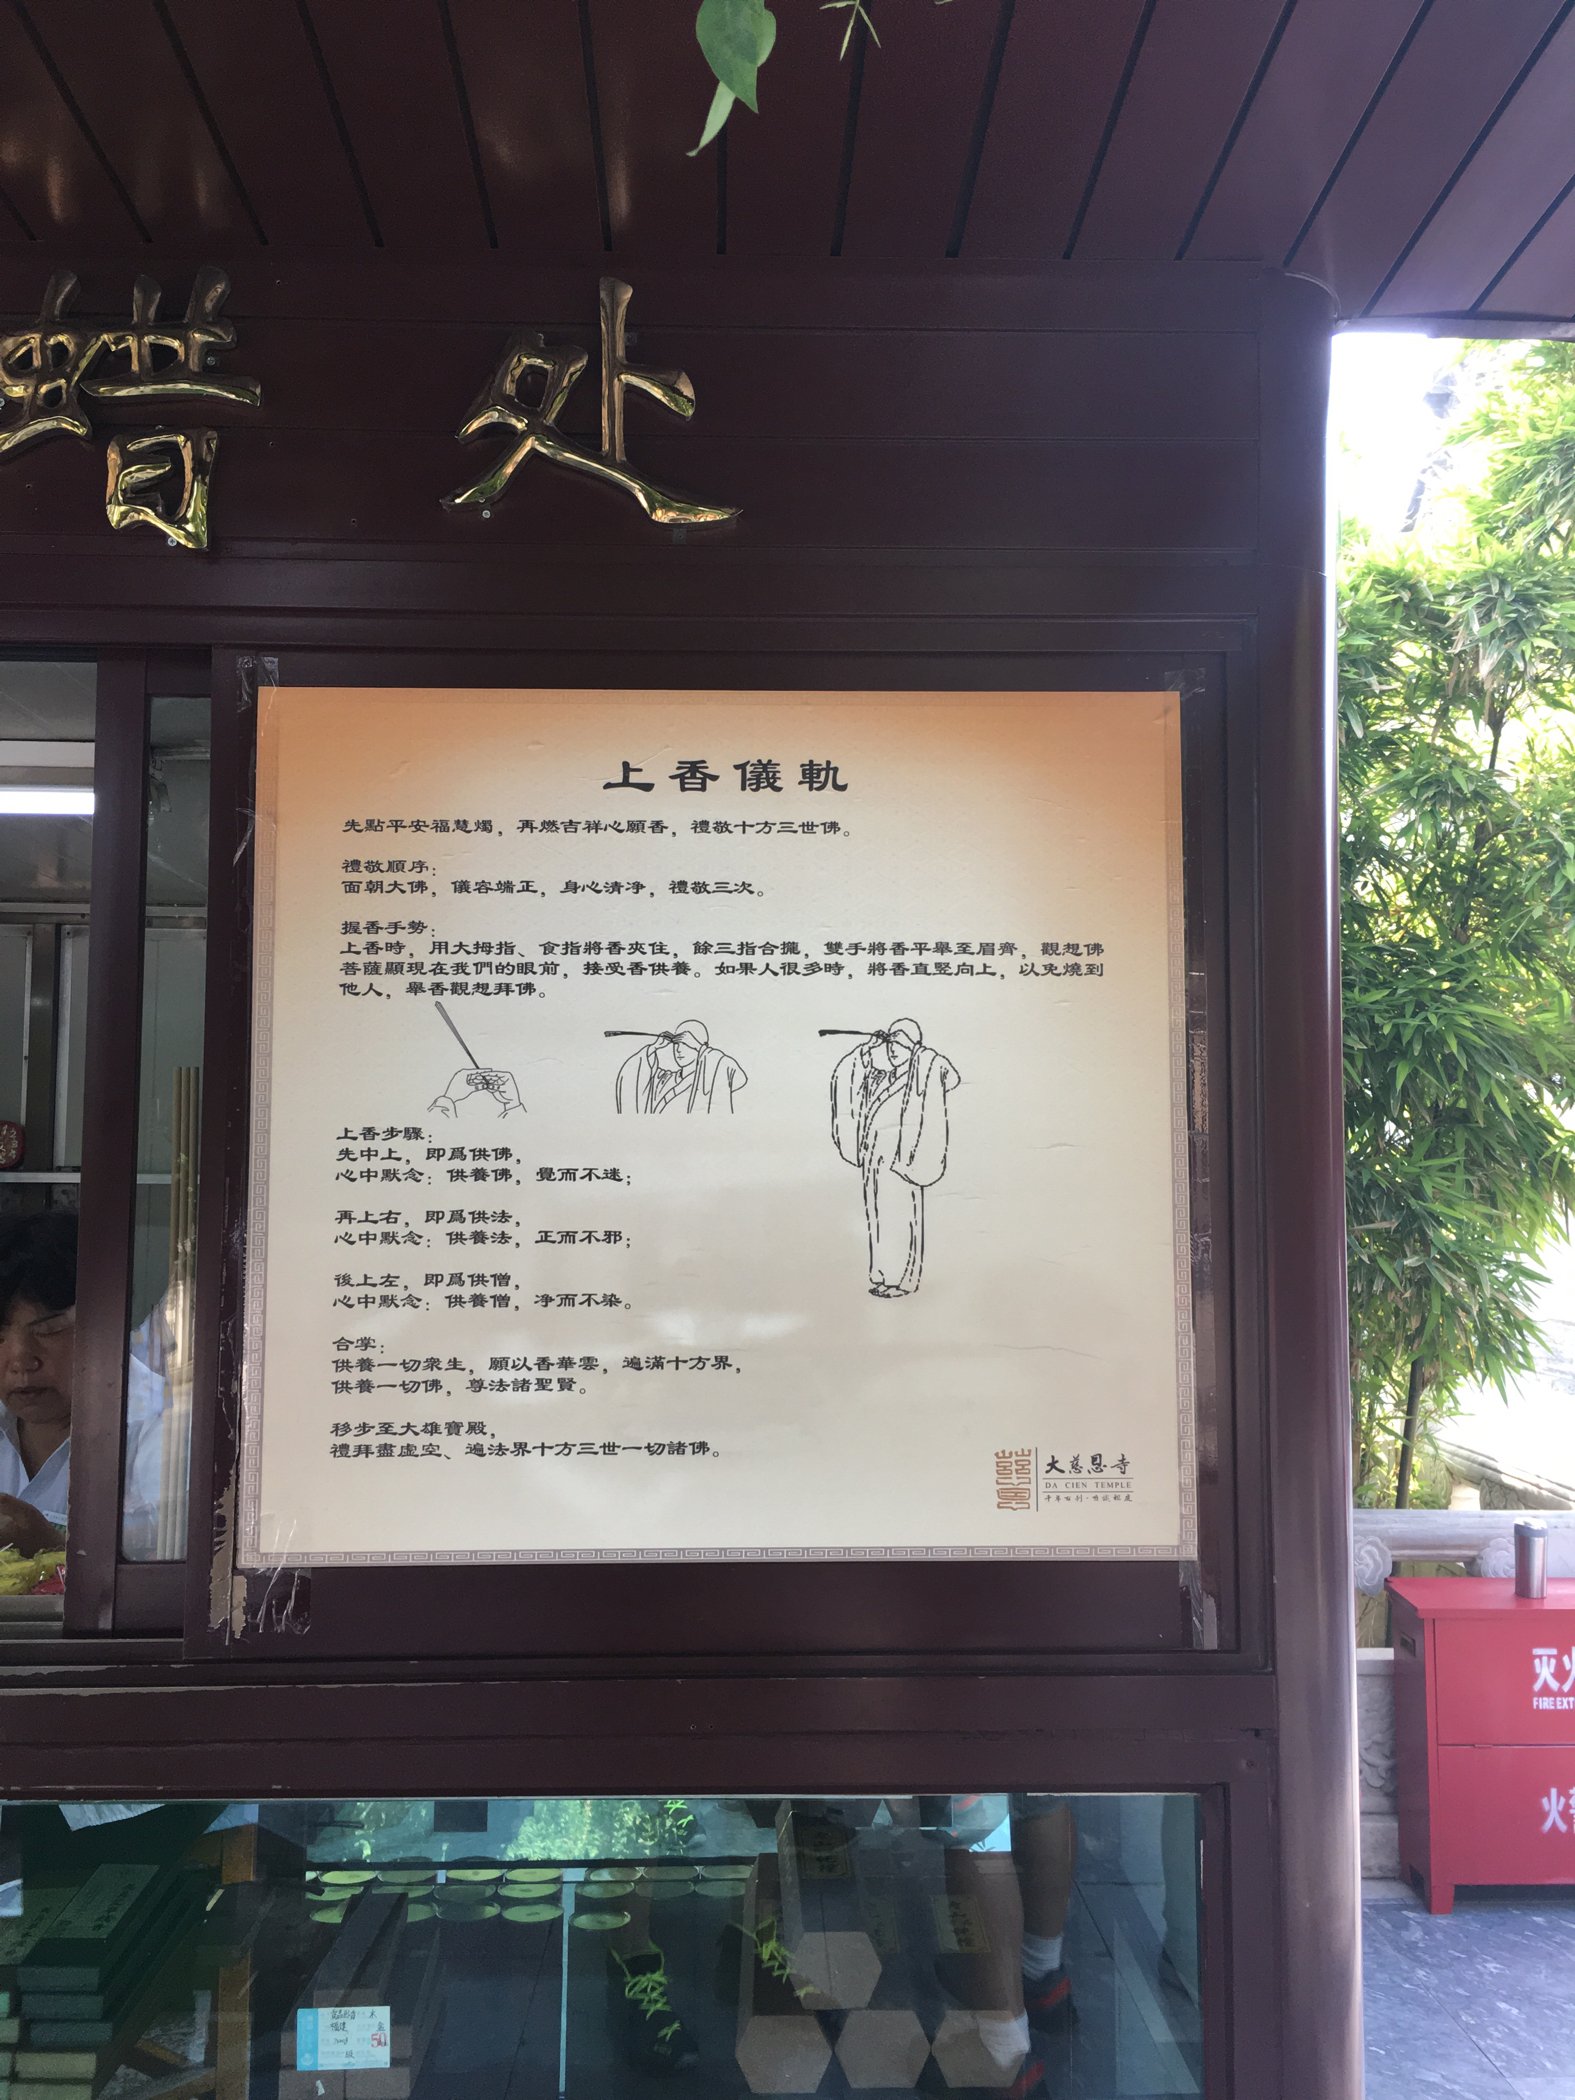 蜡处
上香儀軌
先點平安福慧燭，再燃吉祥心願香，禮敬十方三世佛。
禮敬順序：
面朝大佛，儀容端正，身心清净，禮敬三次。
握香手勢：
上香時，用大拇指、食指將香夾住，餘三指合攏，雙手將香平舉至眉齊，觀想佛
菩薩顯現在我們的眼前，接受香供養。如果人很多時，將香直竪向上，以免燒到
他人，舉香觀想拜佛。
上香步驟：
先中上，即爲供佛，
心中默念：供養佛，覺而不迷；
再上右，即爲供法，
心中默念：供養法，正而不邪；
後上左，即爲供僧，
心中默念：供養僧，净而不染。
合掌：
供養一切衆生，願以香華雲，遍滿十方界，
供養一切佛，尊法諸聖賢。
移步至大雄寶殿，
禮拜盡虛空、遍法界十方三世一切諸佛。
大慈恩寺
DA CIEN TEMPLE
灭火
FIRE EXT
火
福建
50
一级